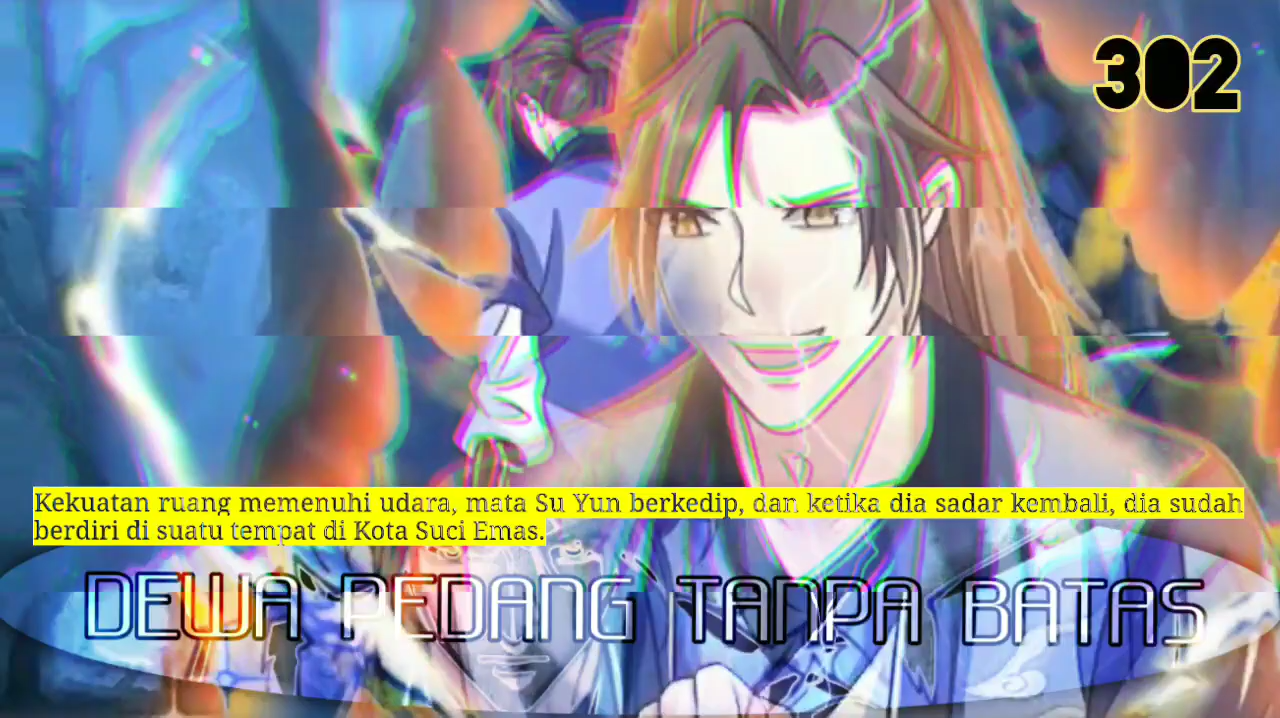 302
Kekuatan ruang memenuhi udara, mata Su Yun berkedip, dan ketika dia sadar kembali, dia sudah
berdiri di suatu tempat di Kota Suci Emas.
DEWA PEDANG TANPA BATAS